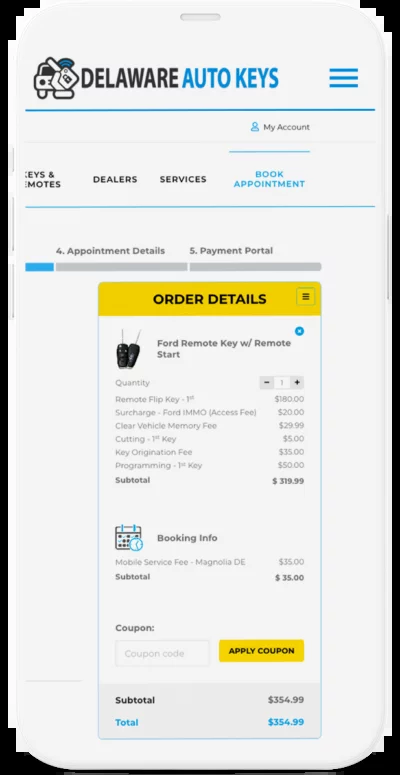 DELAWARE AUTO KEYS
My Account
KEYS &
EMOTES
DEALERS
SERVICES
BOOK
APPOINTMENT
4. Appointment Details
5. Payment Portal
ORDER DETAILS
Ford Remote Key w/ Remote
Start
Quantity - 1 +
Remote Flip Key - 1st $180.00
Surcharge - Ford IMMO (Access Fee) $20.00
Clear Vehicle Memory Fee $29.99
Cutting - 1st Key $5.00
Key Origination Fee $35.00
Programming - 1st Key $50.00
Subtotal $ 319.99
Booking Info
Mobile Service Fee - Magnolia DE $35.00
Subtotal $ 35.00
Coupon:
Coupon code
APPLY COUPON
Subtotal $354.99
Total $354.99